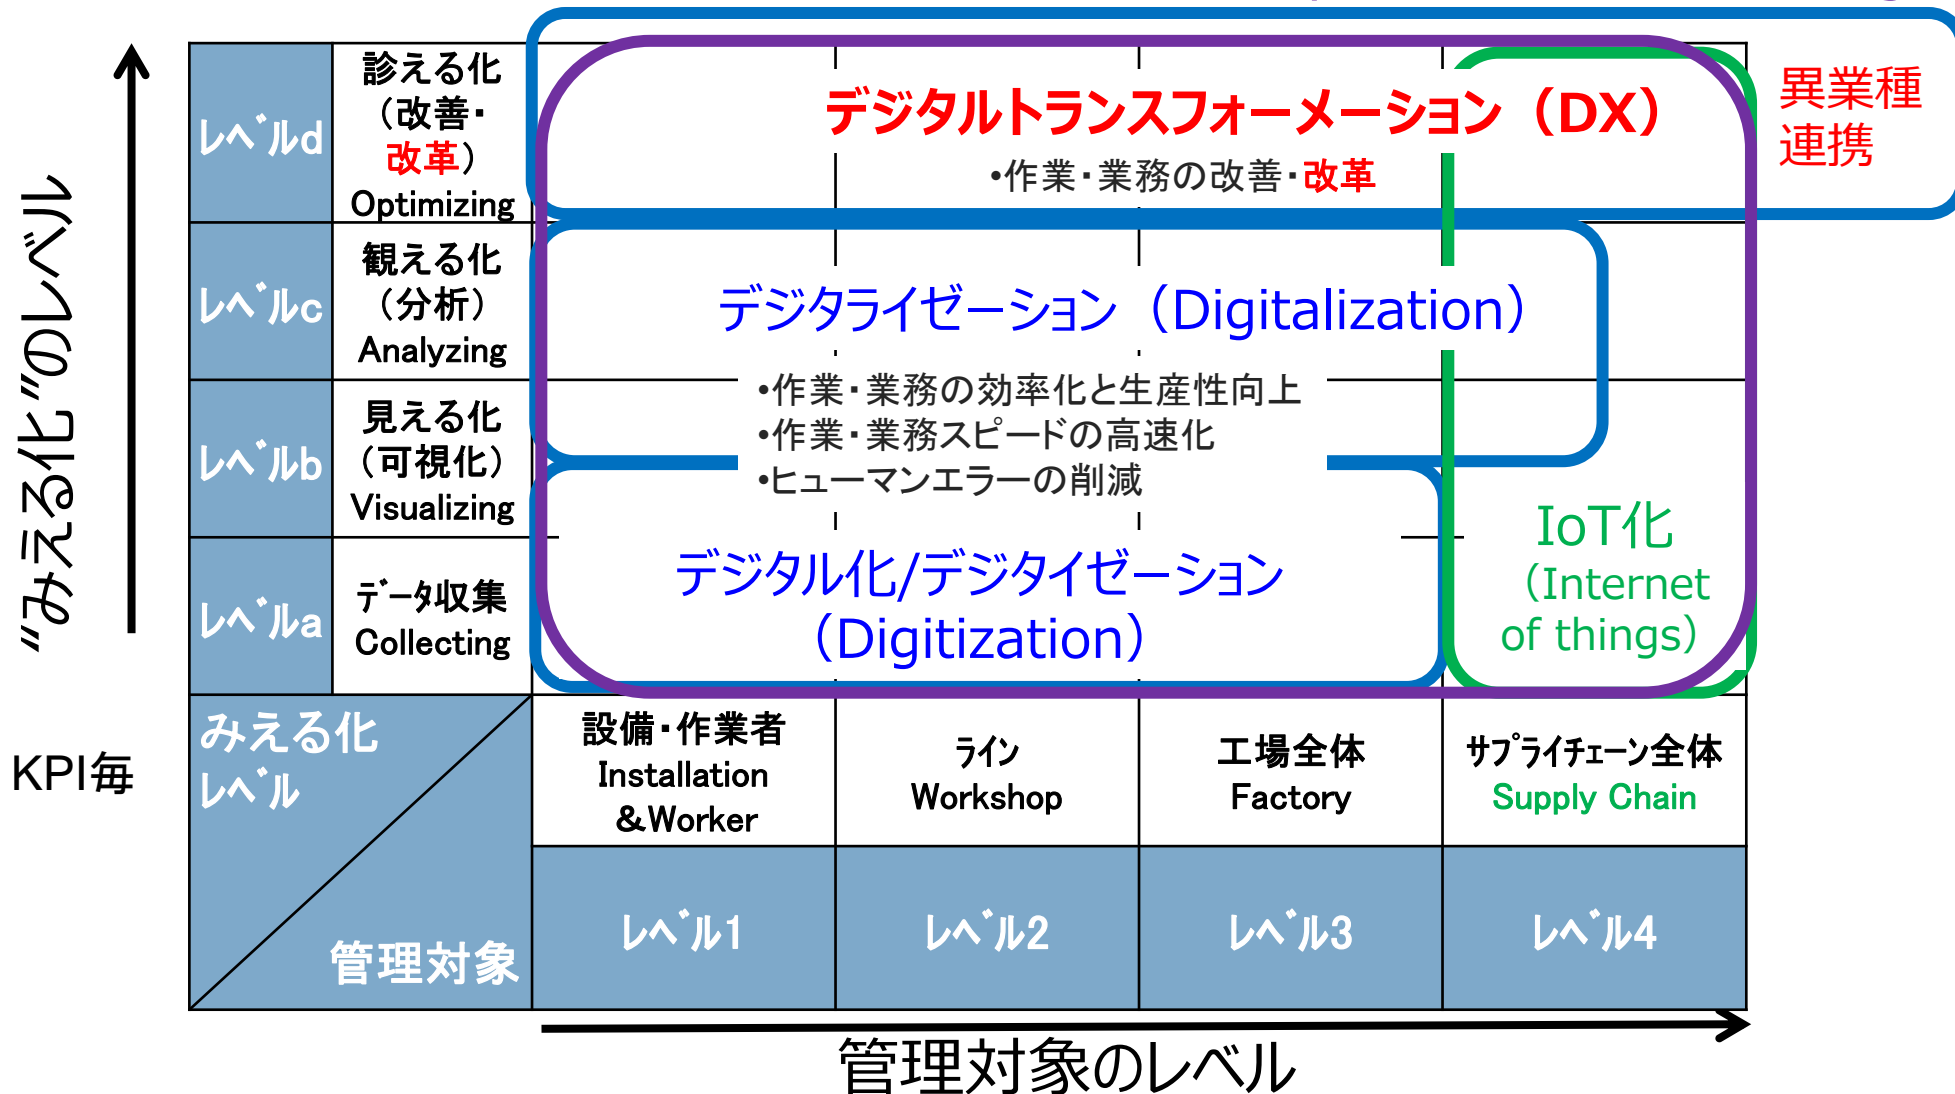 "みえる化"のレベル
KPI毎
レベルd
診える化
（改善・
改革）
Optimizing
デジタルトランスフォーメーション（DX）
•作業・業務の改善・改革
異業種
連携
レベルc
観える化
（分析）
Analyzing
デジタライゼーション（Digitalization）
•作業・業務の効率化と生産性向上
•作業・業務スピードの高速化
•ヒューマンエラーの削減
レベルb
見える化
（可視化）
Visualizing
レベルa
データ収集
Collecting
デジタル化/デジタイゼーション
（Digitization）
IoT化
（Internet
of things）
みえる化
レベル
管理対象
設備・作業者
Installation
&Worker
ライン
Workshop
工場全体
Factory
サプライチェーン全体
Supply Chain
レベル1
レベル2
レベル3
レベル4
管理対象のレベル